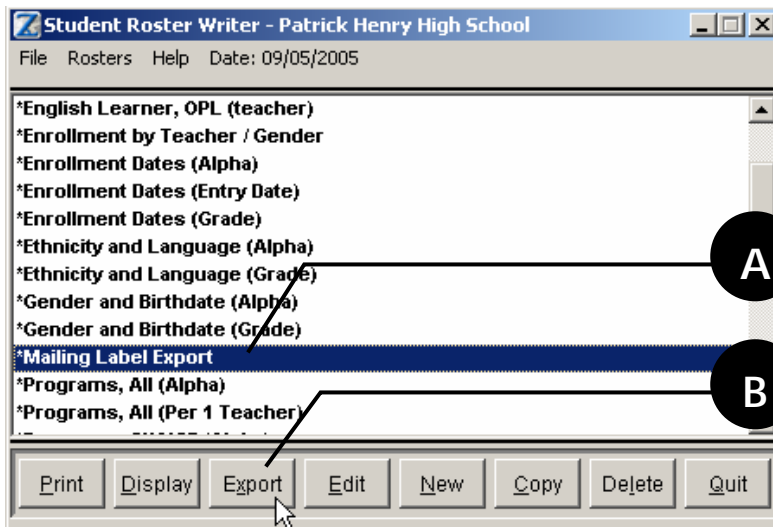 Student Roster Writer - Patrick Henry High School
File Rosters Help Date: 09/05/2005
*English Learner, OPL (teacher)
*Enrollment by Teacher / Gender
*Enrollment Dates (Alpha)
*Enrollment Dates (Entry Date)
*Enrollment Dates (Grade)
*Ethnicity and Language (Alpha)
*Ethnicity and Language (Grade)
A
*Gender and Birthdate (Alpha)
*Gender and Birthdate (Grade)
*Mailing Label Export
*Programs, All (Alpha)
B
*Programs, All (Per 1 Teacher)
Print Display Export Edit New Copy Delete Quit